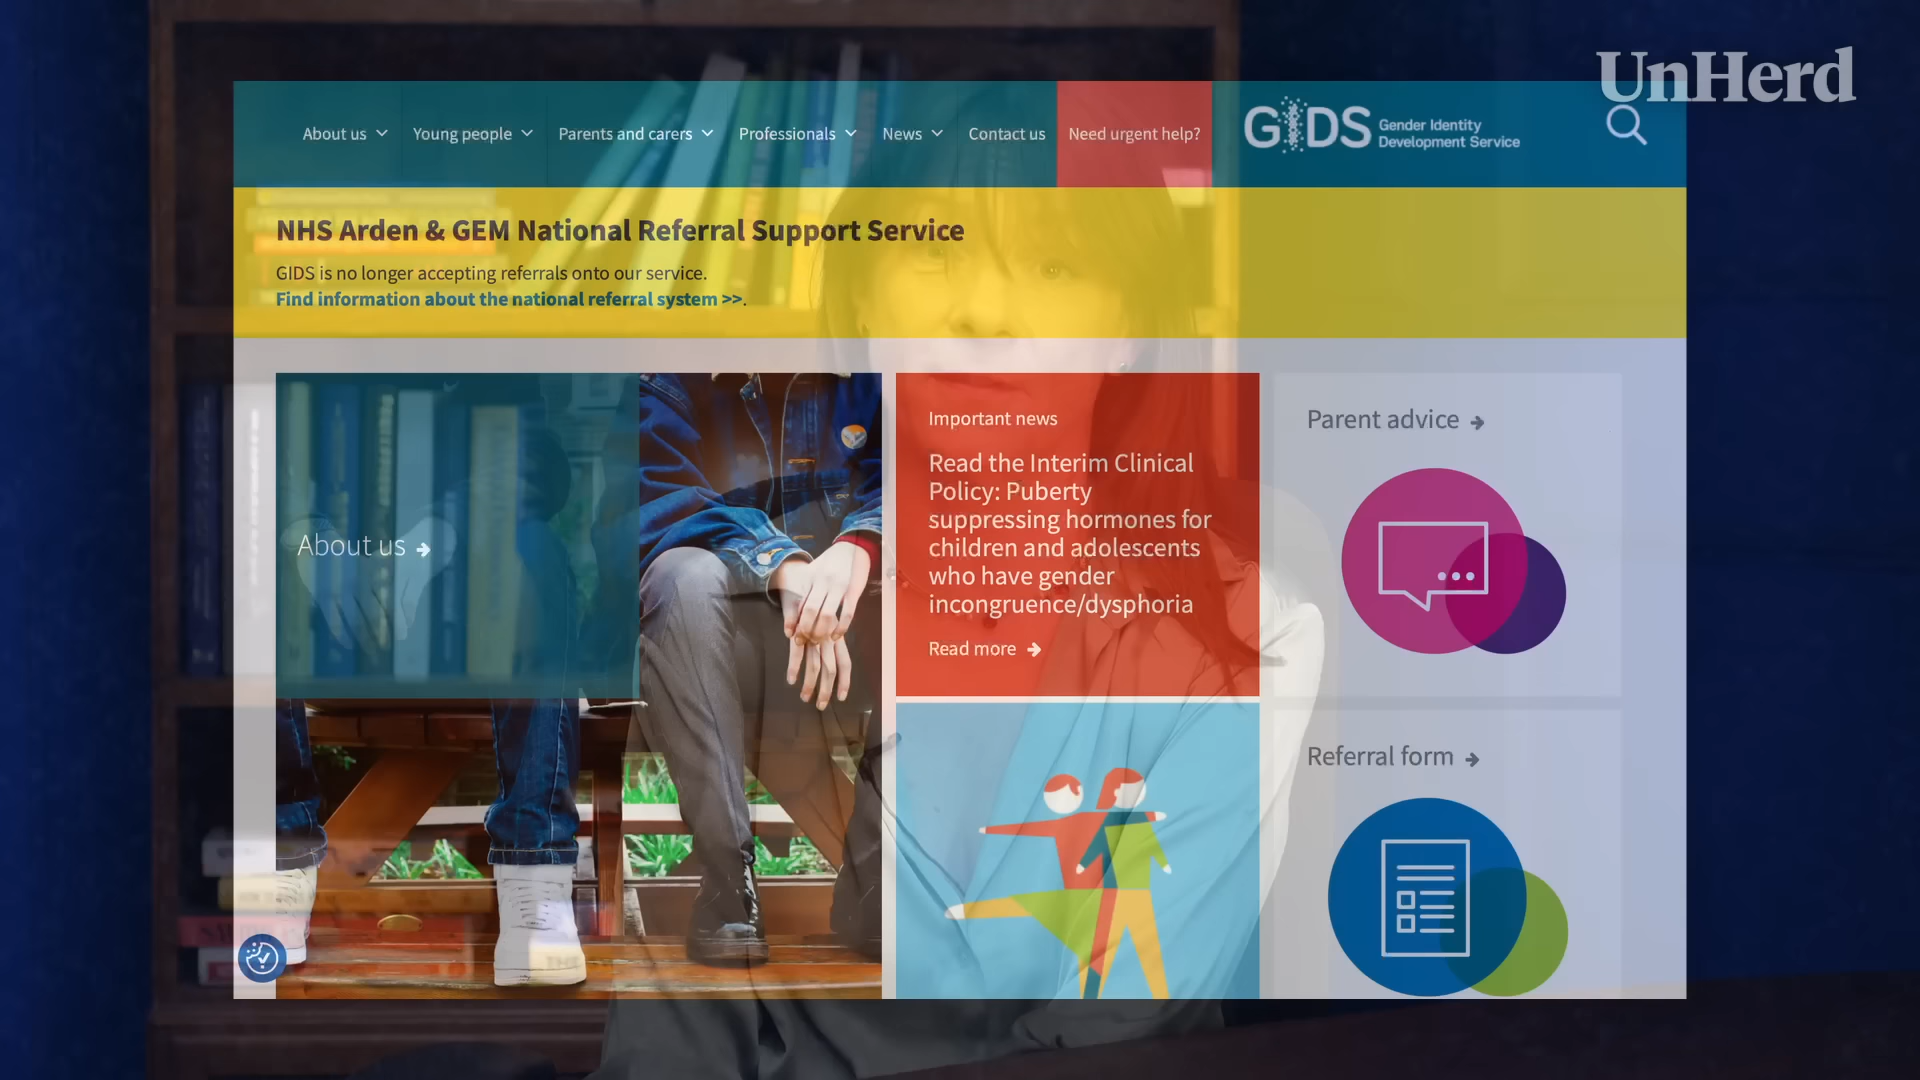 UnHerd
About us
Young people
Parents and carers
Professionals
News
Contact us
Need urgent help?
GIDS
Gender Identity
Development Service
NHS Arden & GEM National Referral Support Service
GIDS is no longer accepting referrals onto our service.
Find information about the national referral system >>.
About us
Important news
Read the Interim Clinical
Policy: Puberty
suppressing hormones for
children and adolescents
who have gender
incongruence/dysphoria
Read more
Parent advice
Referral form